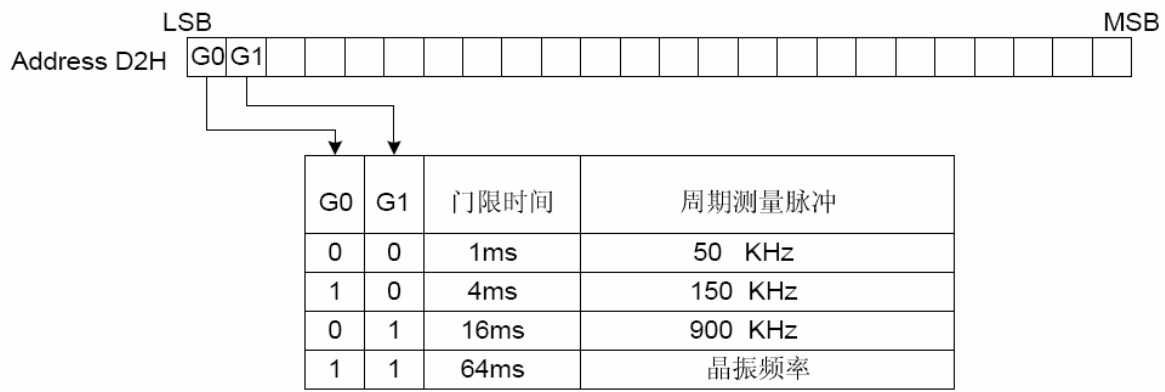 LSB MSB
Address D2H G0 G1
G0 G1 门限时间 周期测量脉冲
0 0 1ms 50 KHz
1 0 4ms 150 KHz
0 1 16ms 900 KHz
1 1 64ms 晶振频率